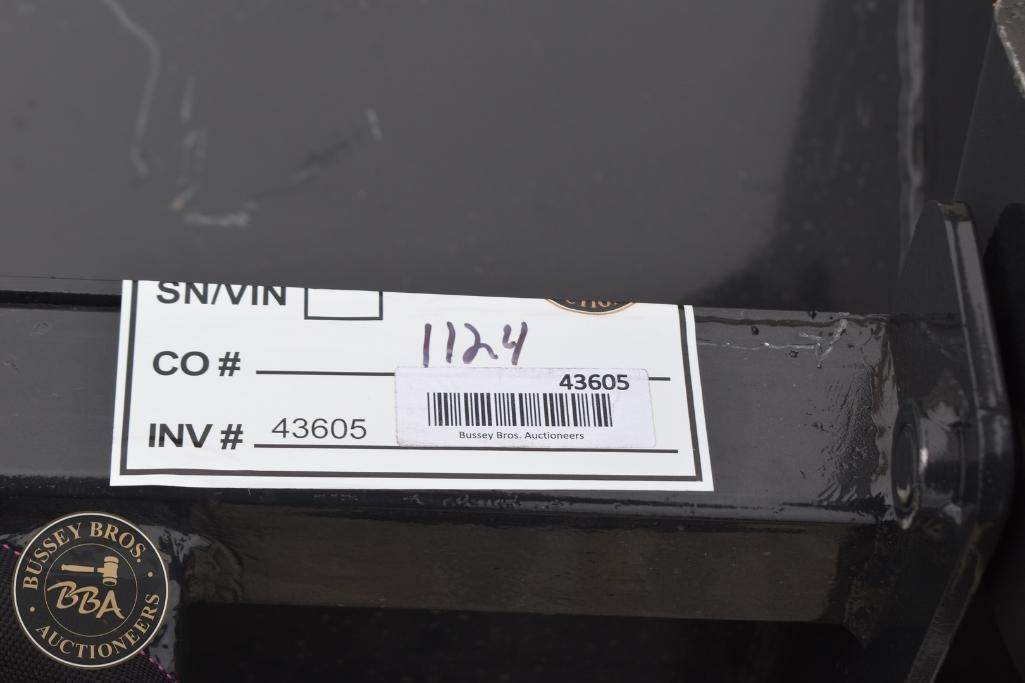 SN/VIN
1124
CO #
43605
INV # 43605
Bussey Bros. Auctioneers
BUSSEY BROS.
BBA
AUCTIONEERS